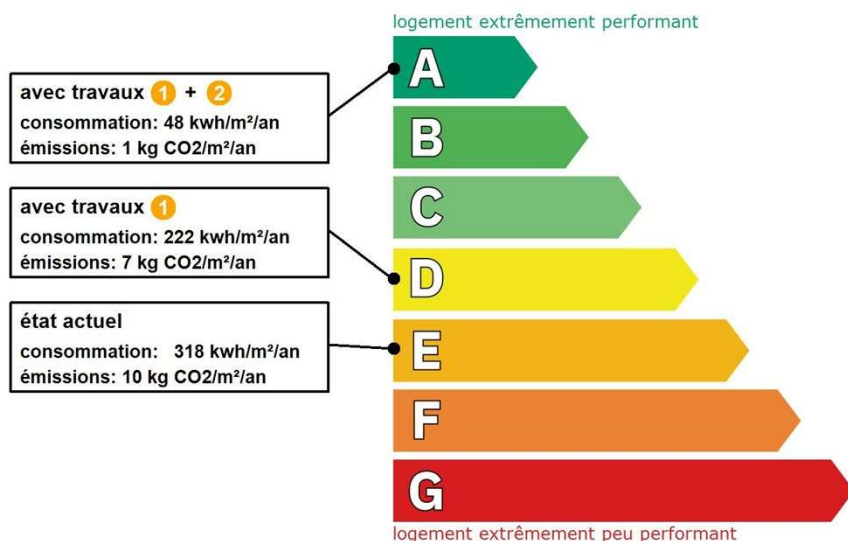 logement extrêmement performant
A
avec travaux 1 + 2
consommation: 48 kwh/m²/an
émissions: 1 kg CO2/m²/an
B
C
avec travaux 1
consommation: 222 kwh/m²/an
émissions: 7 kg CO2/m²/an
D
état actuel
consommation: 318 kwh/m²/an
émissions: 10 kg CO2/m²/an
E
F
G
logement extrêmement peu performant